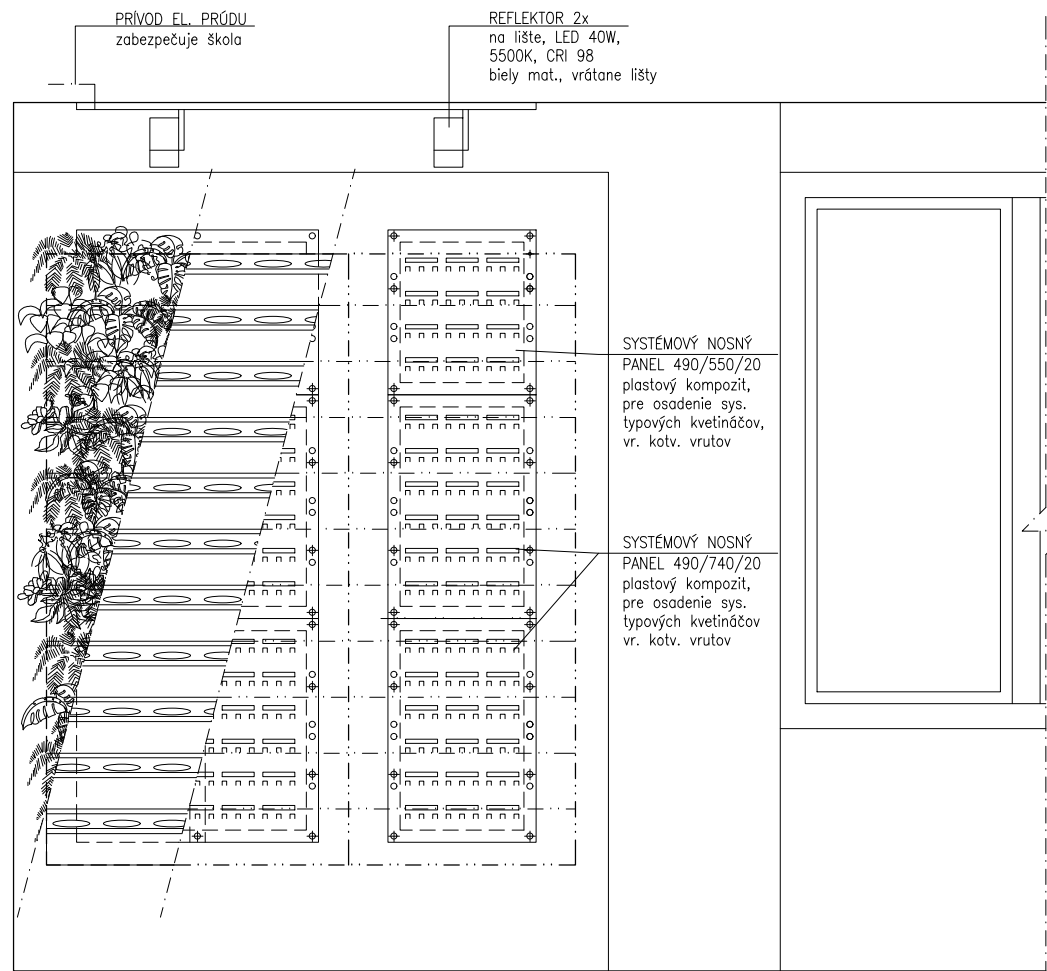 PRÍVOD EL. PRÚDU
zabezpečuje škola
REFLEKTOR 2x
na lište, LED 40W,
5500K, CRI 98
biely mat., vrátane lišty
SYSTÉMOVÝ NOSNÝ
PANEL 490/550/20
plastový kompozit,
pre osadenie sys.
typových kvetináčov,
vr. kotv. vrutov
SYSTÉMOVÝ NOSNÝ
PANEL 490/740/20
plastový kompozit,
pre osadenie sys.
typových kvetináčov
vr. kotv. vrutov